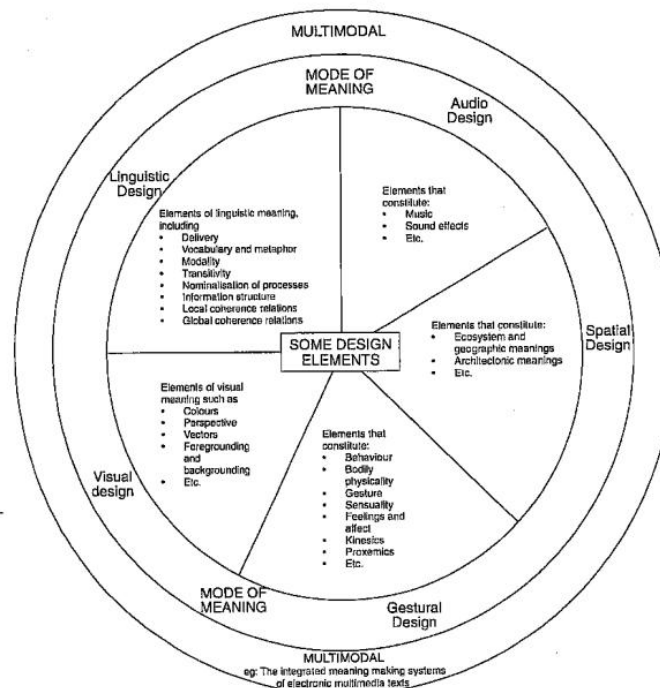 MULTIMODAL
MODE OF
MEANING
Audio
Design
Linguistic
Design
Elements of linguistic meaning,
including
• Delivery
• Vocabulary and metaphor
• Modality
• Transitivity
• Nominalisation of processes
• Information structure
• Local coherence relations
• Global coherence relations
Elements that
constitute:
• Music
• Sound effects
• Etc.
SOME DESIGN
ELEMENTS
Elements that constitute:
• Ecosystem and
geographic meanings
• Architectonic meanings
• Etc.
Spatial
Design
Elements of visual
meaning such as
• Colours
• Perspective
• Vectors
• Foregrounding
and
backgrounding
• Etc.
Visual
design
Elements that
constitute:
• Behaviour
• Bodily
physicality
• Gesture
• Sensuality
• Feelings and
affect
• Kinesics
• Proxemics
• Etc.
MODE OF
MEANING
Gestural
Design
MULTIMODAL
eg: The integrated meaning making systems
of electronic multimedia texts